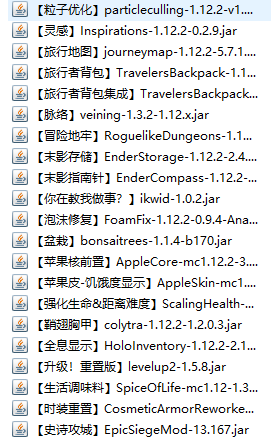 【粒子优化】particleculling-1.12.2-v1....
【灵感】Inspirations-1.12.2-0.2.9.jar
【旅行地图】journeymap-1.12.2-5.7.1....
【旅行者背包】TravelersBackpack-1.1...
【旅行者背包集成】TravelersBackpac...
【脉络】veining-1.3.2-1.12.x.jar
【冒险地牢】RoguelikeDungeons-1.1...
【末影存储】EnderStorage-1.12.2-2.4....
【末影指南针】EnderCompass-1.12.2-...
【你在教我做事？】ikwid-1.0.2.jar
【泡沫修复】FoamFix-1.12.2-0.9.4-Ana...
【盆栽】bonsaitrees-1.1.4-b170.jar
【苹果核前置】AppleCore-mc1.12.2-3....
【苹果皮-饥饿度显示】AppleSkin-mc1....
【强化生命&距离难度】ScalingHealth-...
【鞘翅胸甲】colytra-1.12.2-1.2.0.3.jar
【全息显示】HoloInventory-1.12.2-2.1...
【升级！重置版】levelup2-1.5.8.jar
【生活调味料】SpiceOfLife-mc1.12-1.3...
【时装重置】CosmeticArmorReworke...
【史诗攻城】EpicSiegeMod-13.167.jar